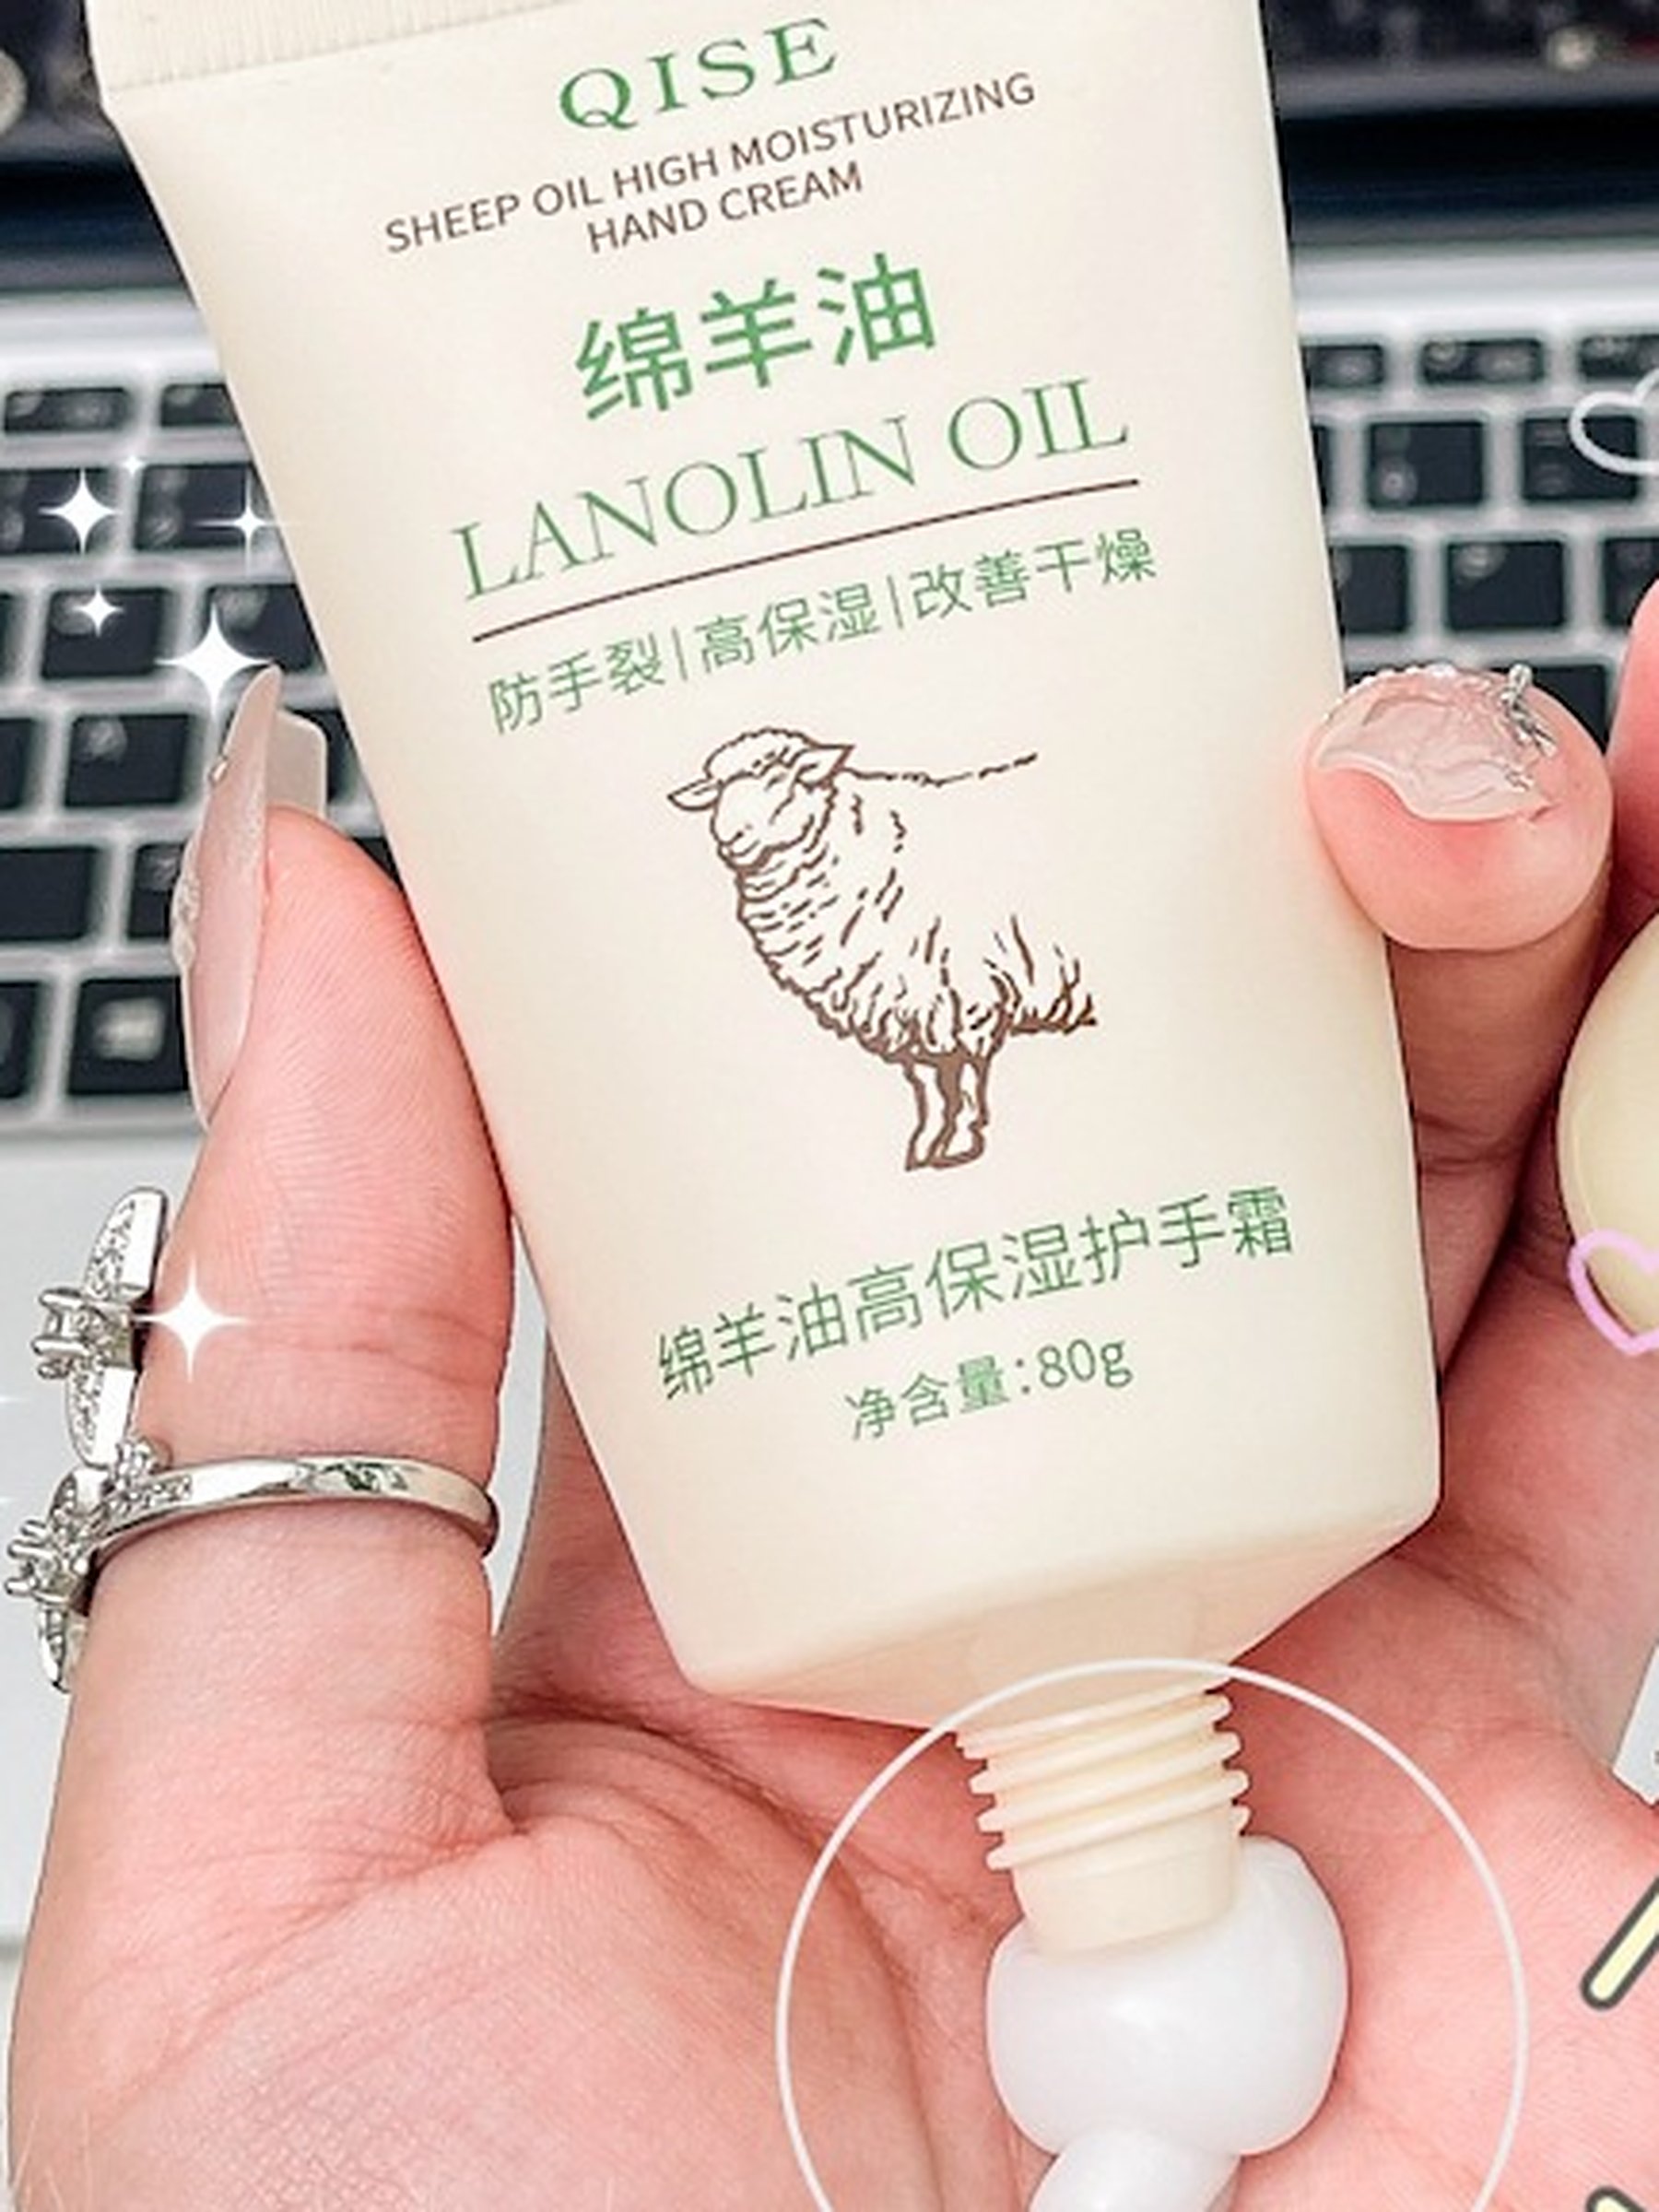 QISE
SHEEP OIL HIGH MOISTURIZING
HAND CREAM
绵羊油
LANOLIN OIL
防手裂|高保湿|改善干燥
绵羊油高保湿护手霜
净含量:80g